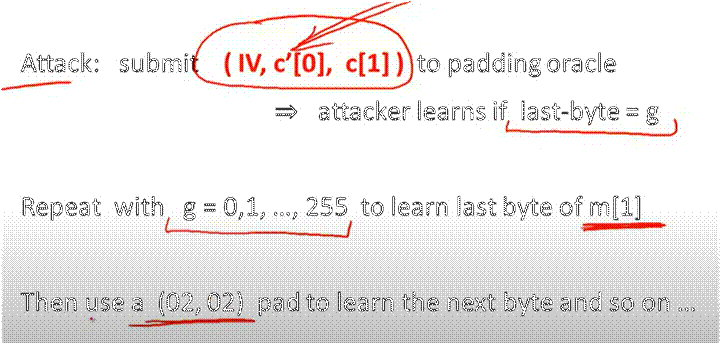 Attack: submit ( IV, c'[0], c[1] ) to padding oracle
⇒ attacker learns if last-byte = g
Repeat with g = 0,1, …, 255 to learn last byte of m[1]
Then use a (02, 02) pad to learn the next byte and so on …